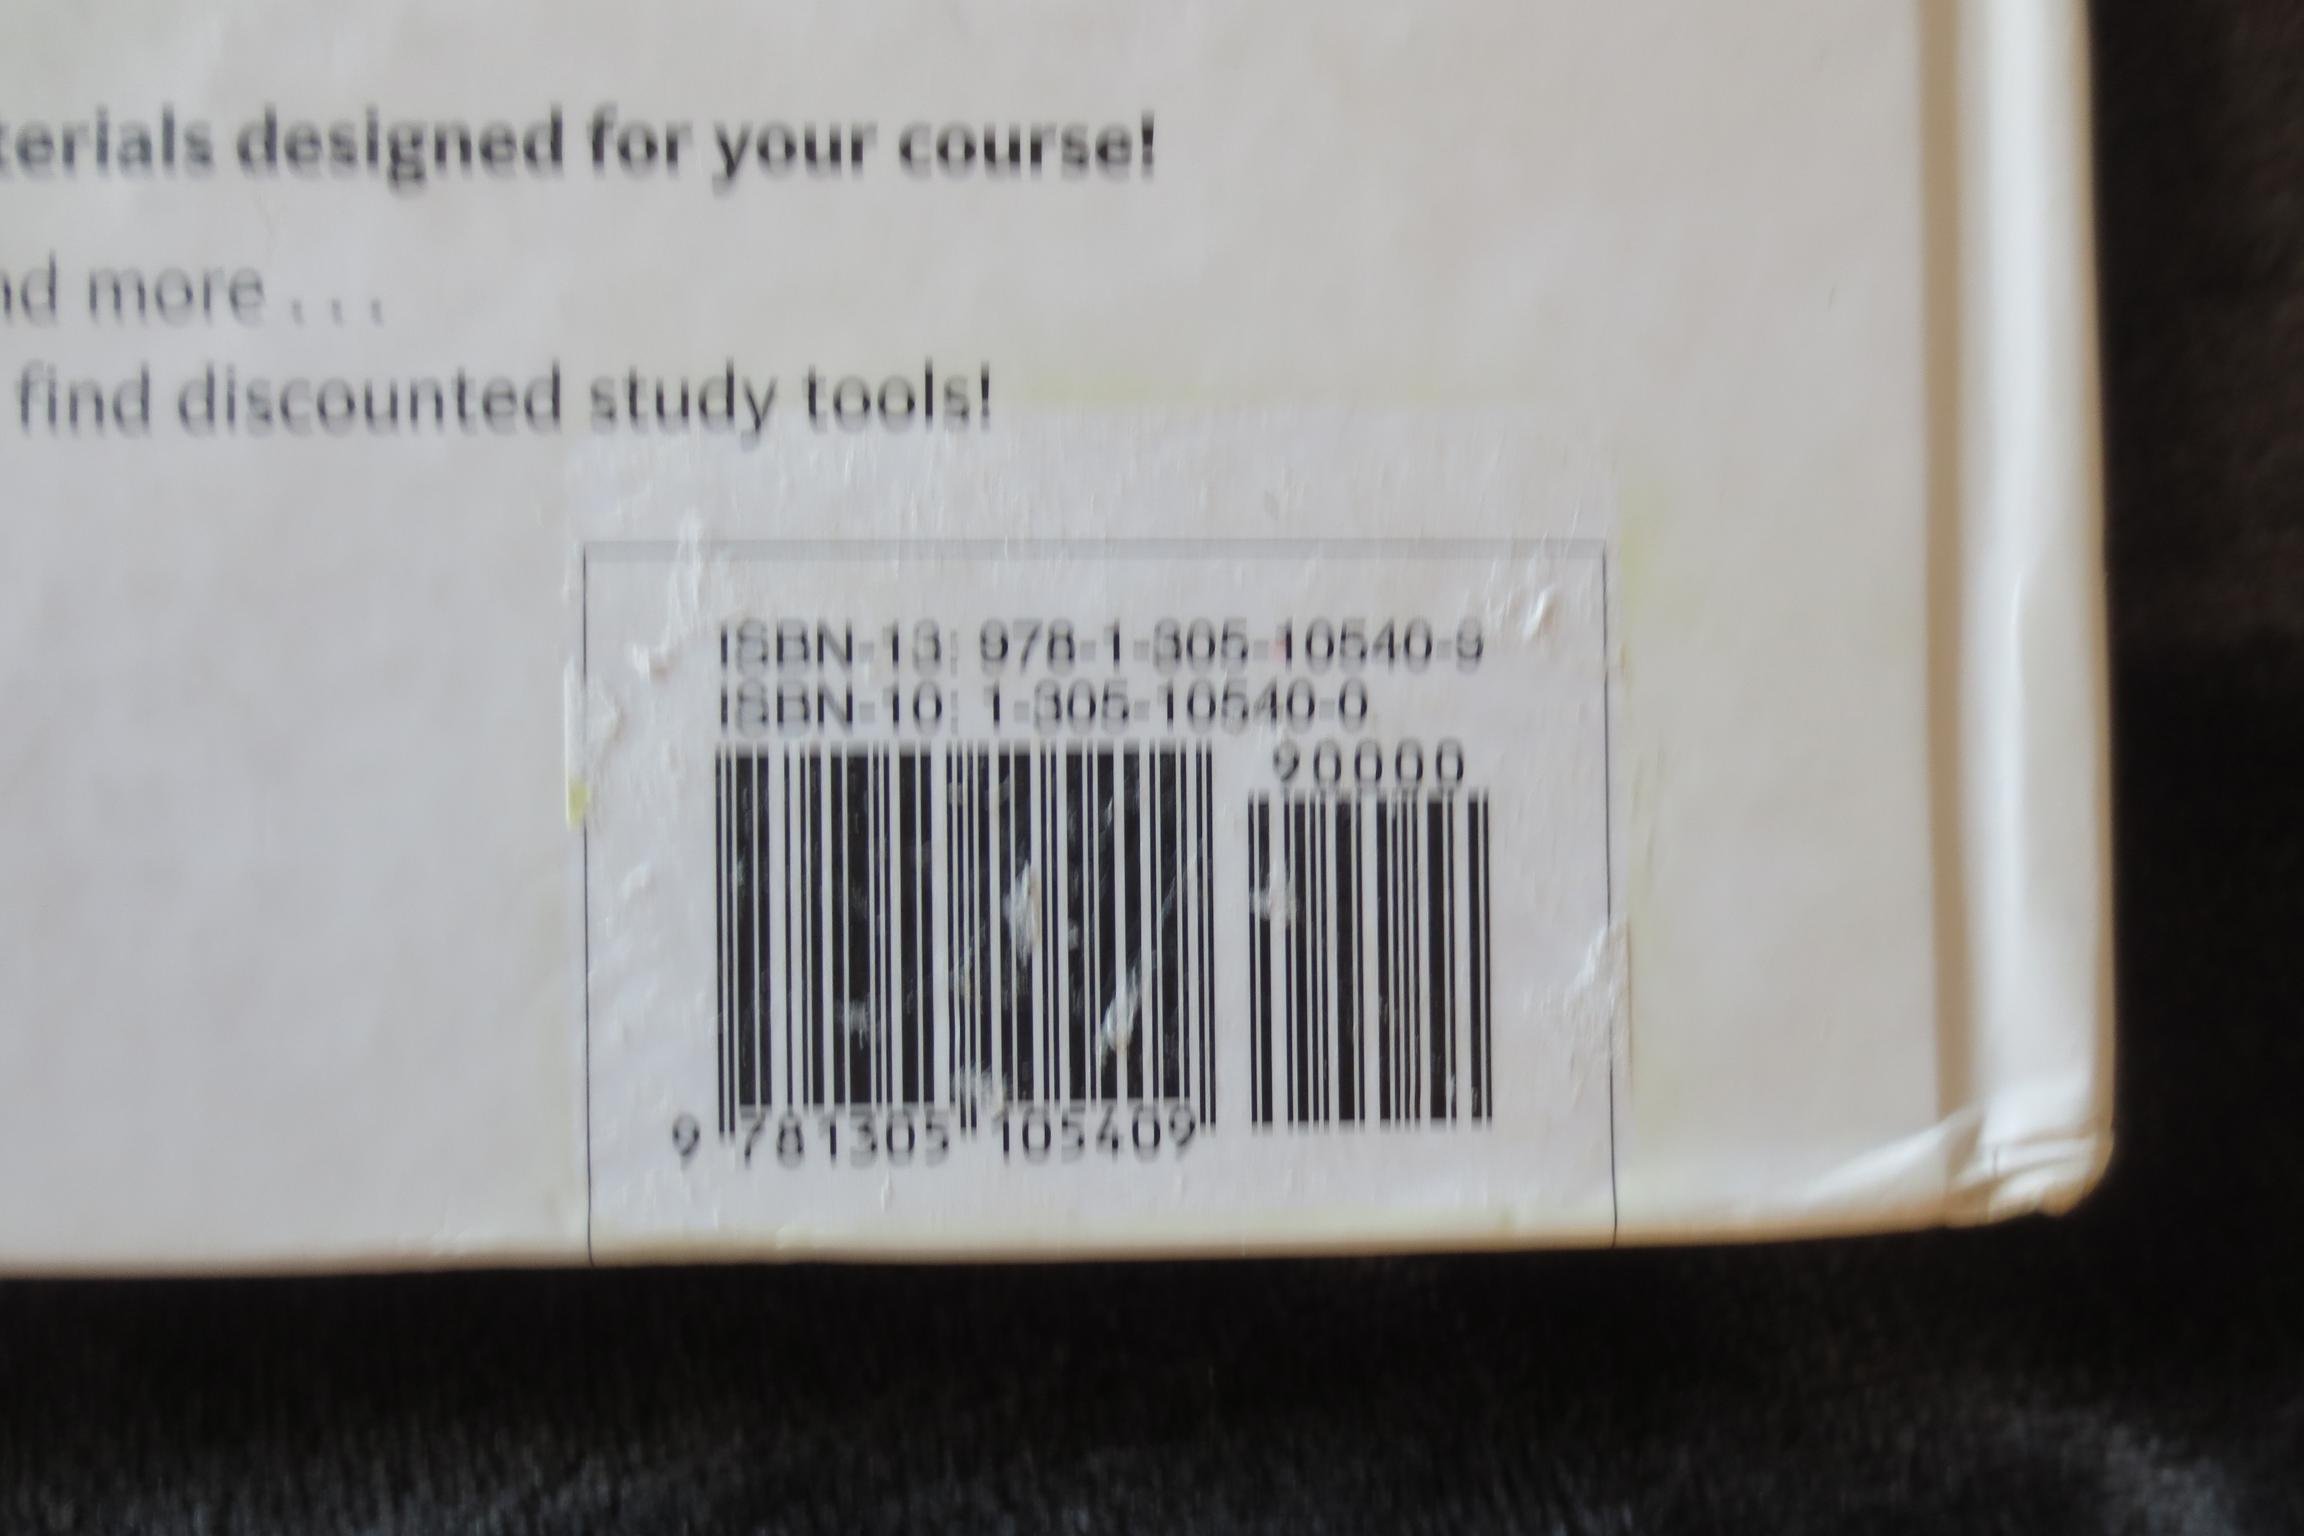 terials designed for your course!
nd more . . .
find discounted study tools!
ISBN-13: 978-1-305-10540-9
ISBN-10: 1-305-10540-0
90000
9 781305 105409